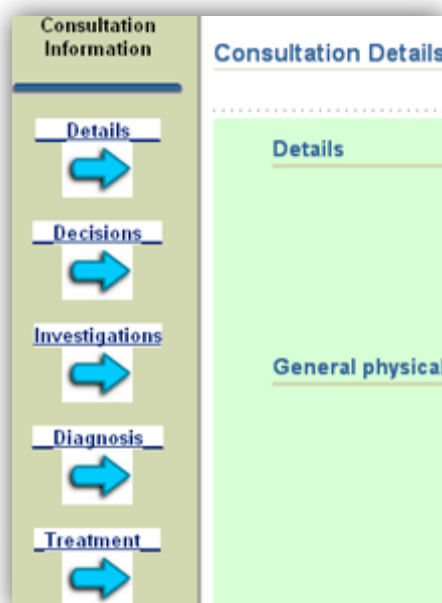 Consultation
Information
Details
Decisions
Investigations
Diagnosis
Treatment
Consultation Details
Details
General physical